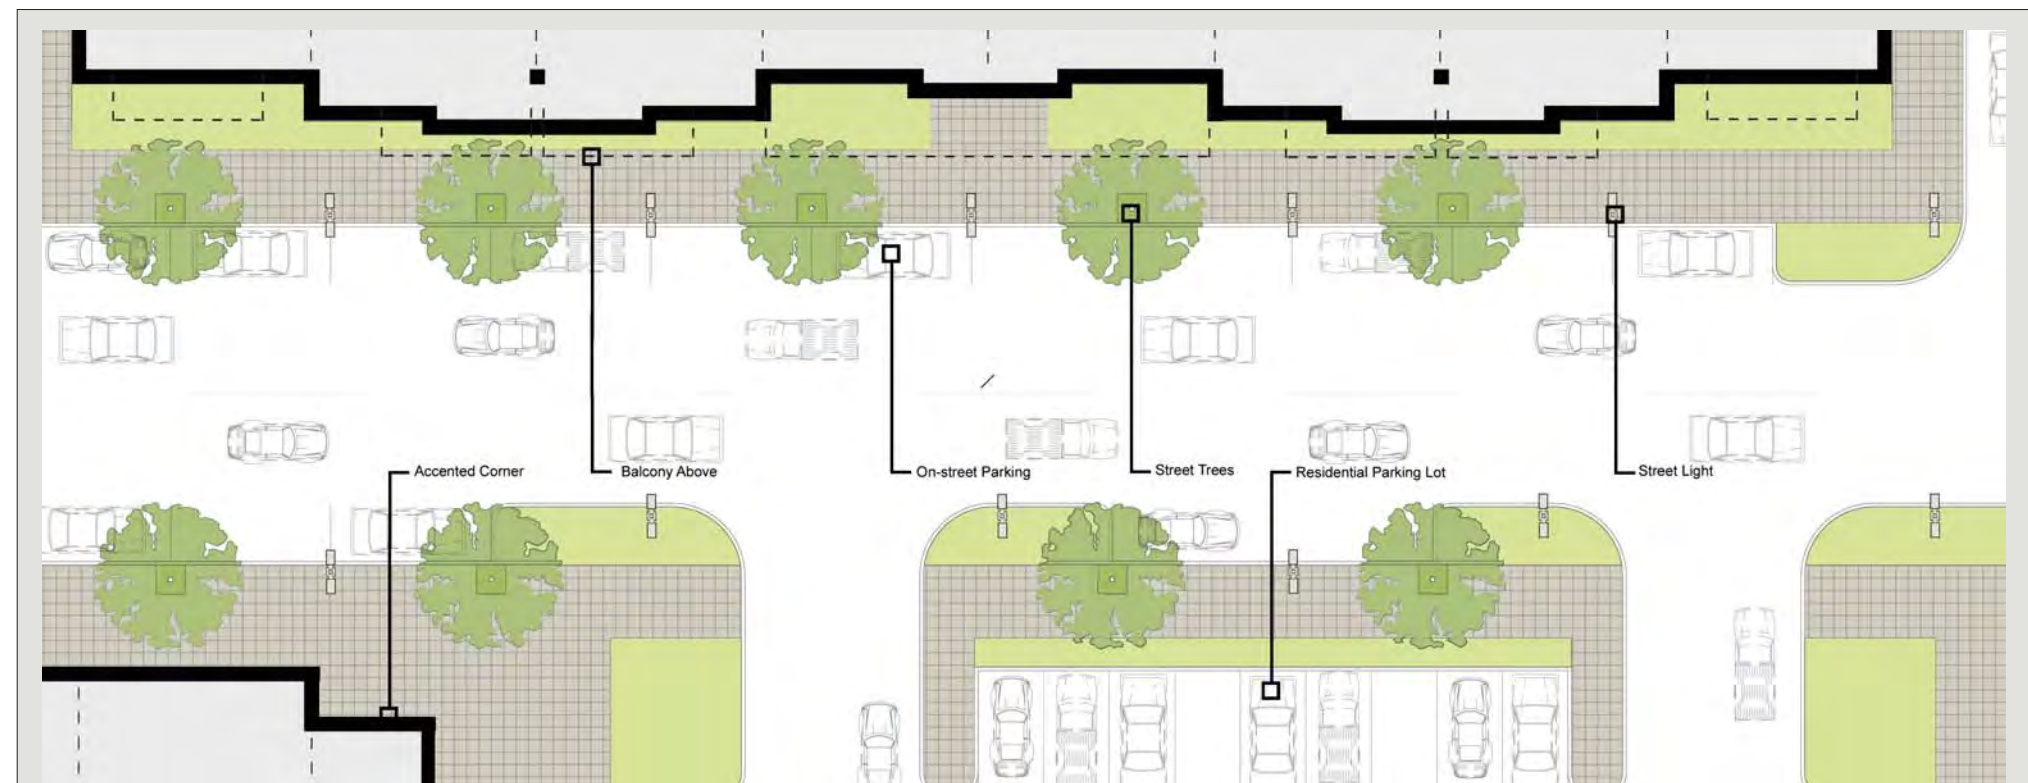 Accented Corner
Balcony Above
On-street Parking
Street Trees
Residential Parking Lot
Street Light